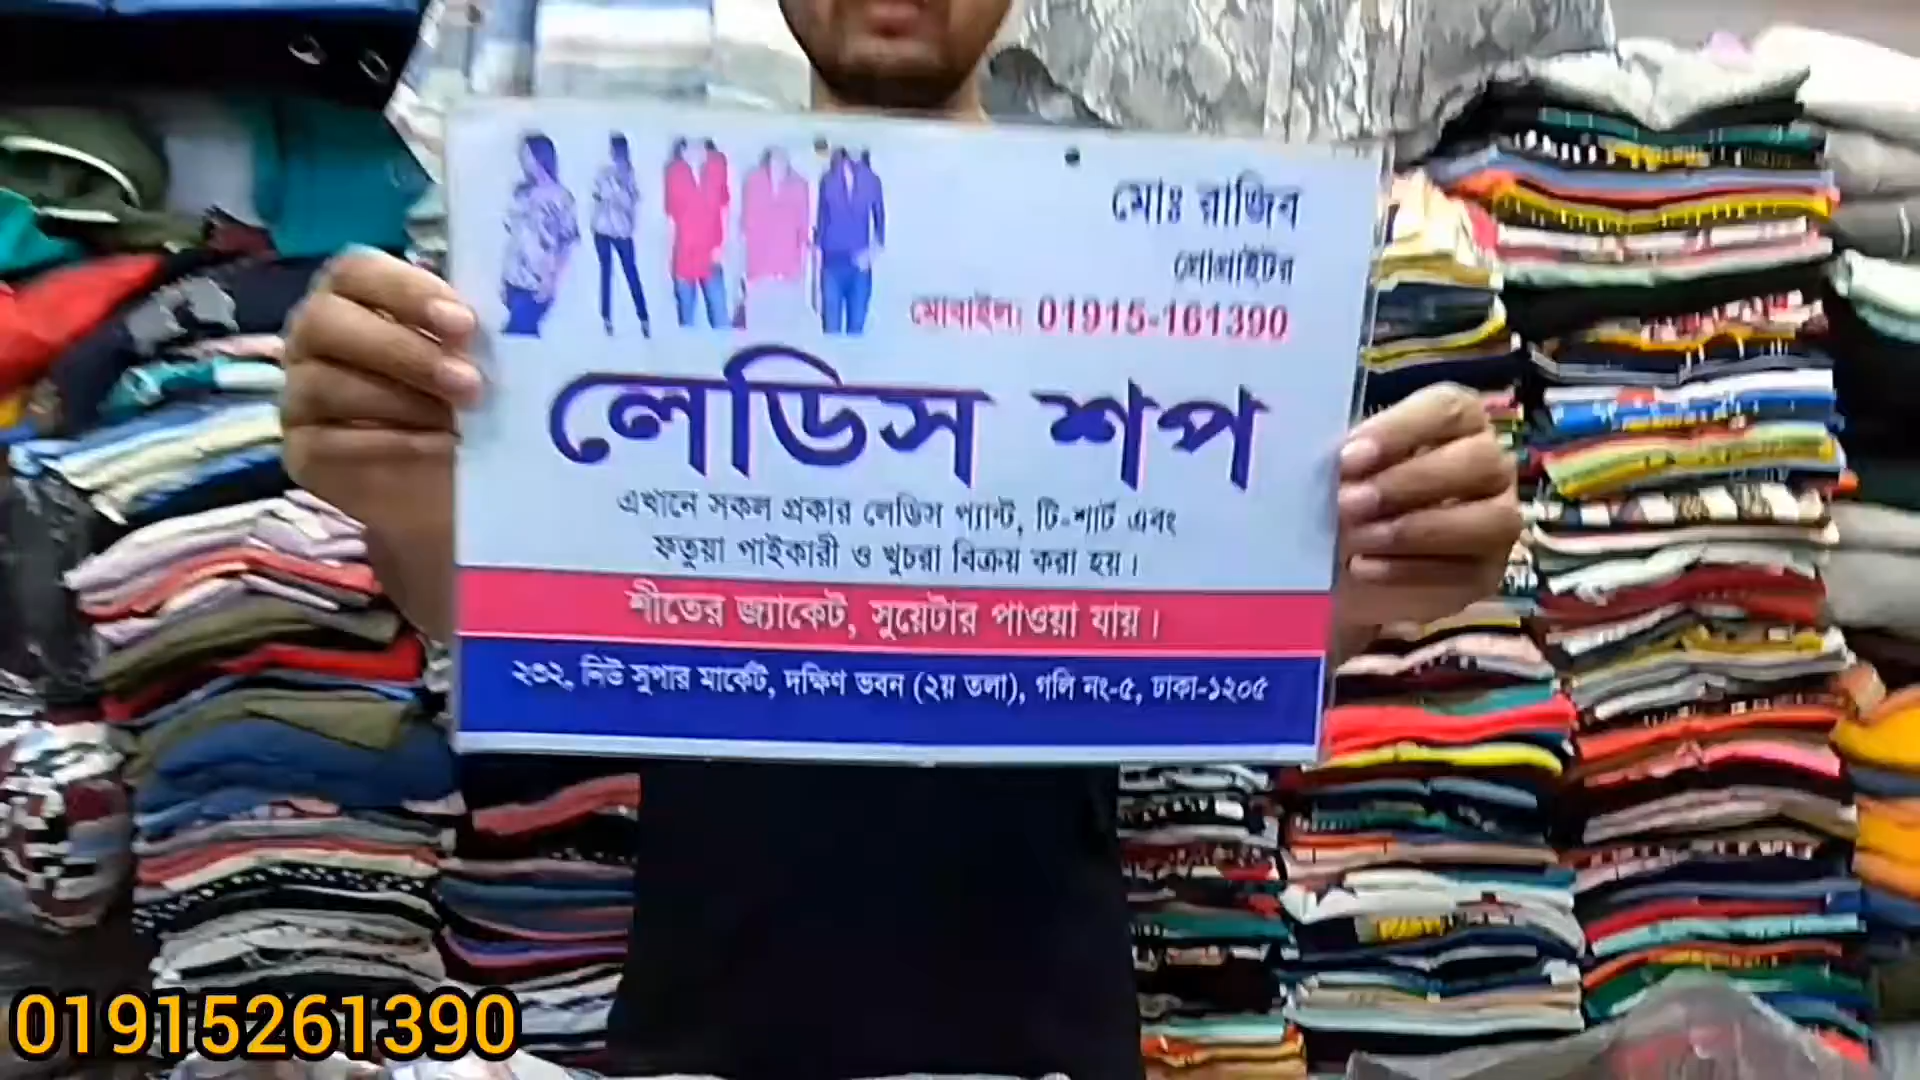 মোঃ রাজিব
প্রোপ্রাইটর
মোবাইল: 01915-161390
লেডিস শপ
এখানে সকল প্রকার লেডিস প্যান্ট, টি-শার্ট এবং
ফতুয়া পাইকারী ও খুচরা বিক্রয় করা হয়।
শীতের জ্যাকেট, সুয়েটার পাওয়া যায়।
২৩২, নিউ সুপার মার্কেট, দক্ষিণ ভবন (২য় তলা), গলি নং-৫, ঢাকা-১২০৫
01915261390